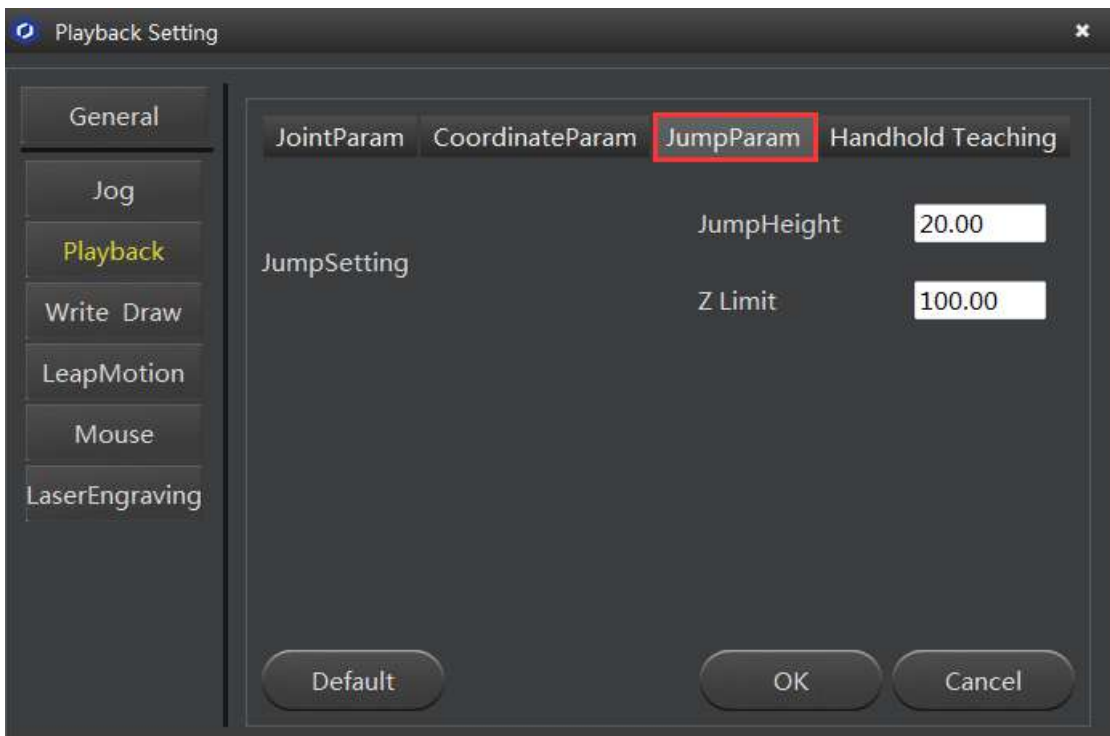 Playback Setting
General
Jog
Playback
Write Draw
LeapMotion
Mouse
LaserEngraving
JointParam CoordinateParam JumpParam Handhold Teaching
JumpSetting
JumpHeight 20.00
Z Limit 100.00
Default OK Cancel